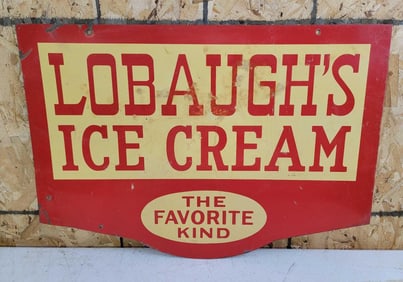 LOBAUGH'S
ICE CREAM
THE
FAVORITE
KIND